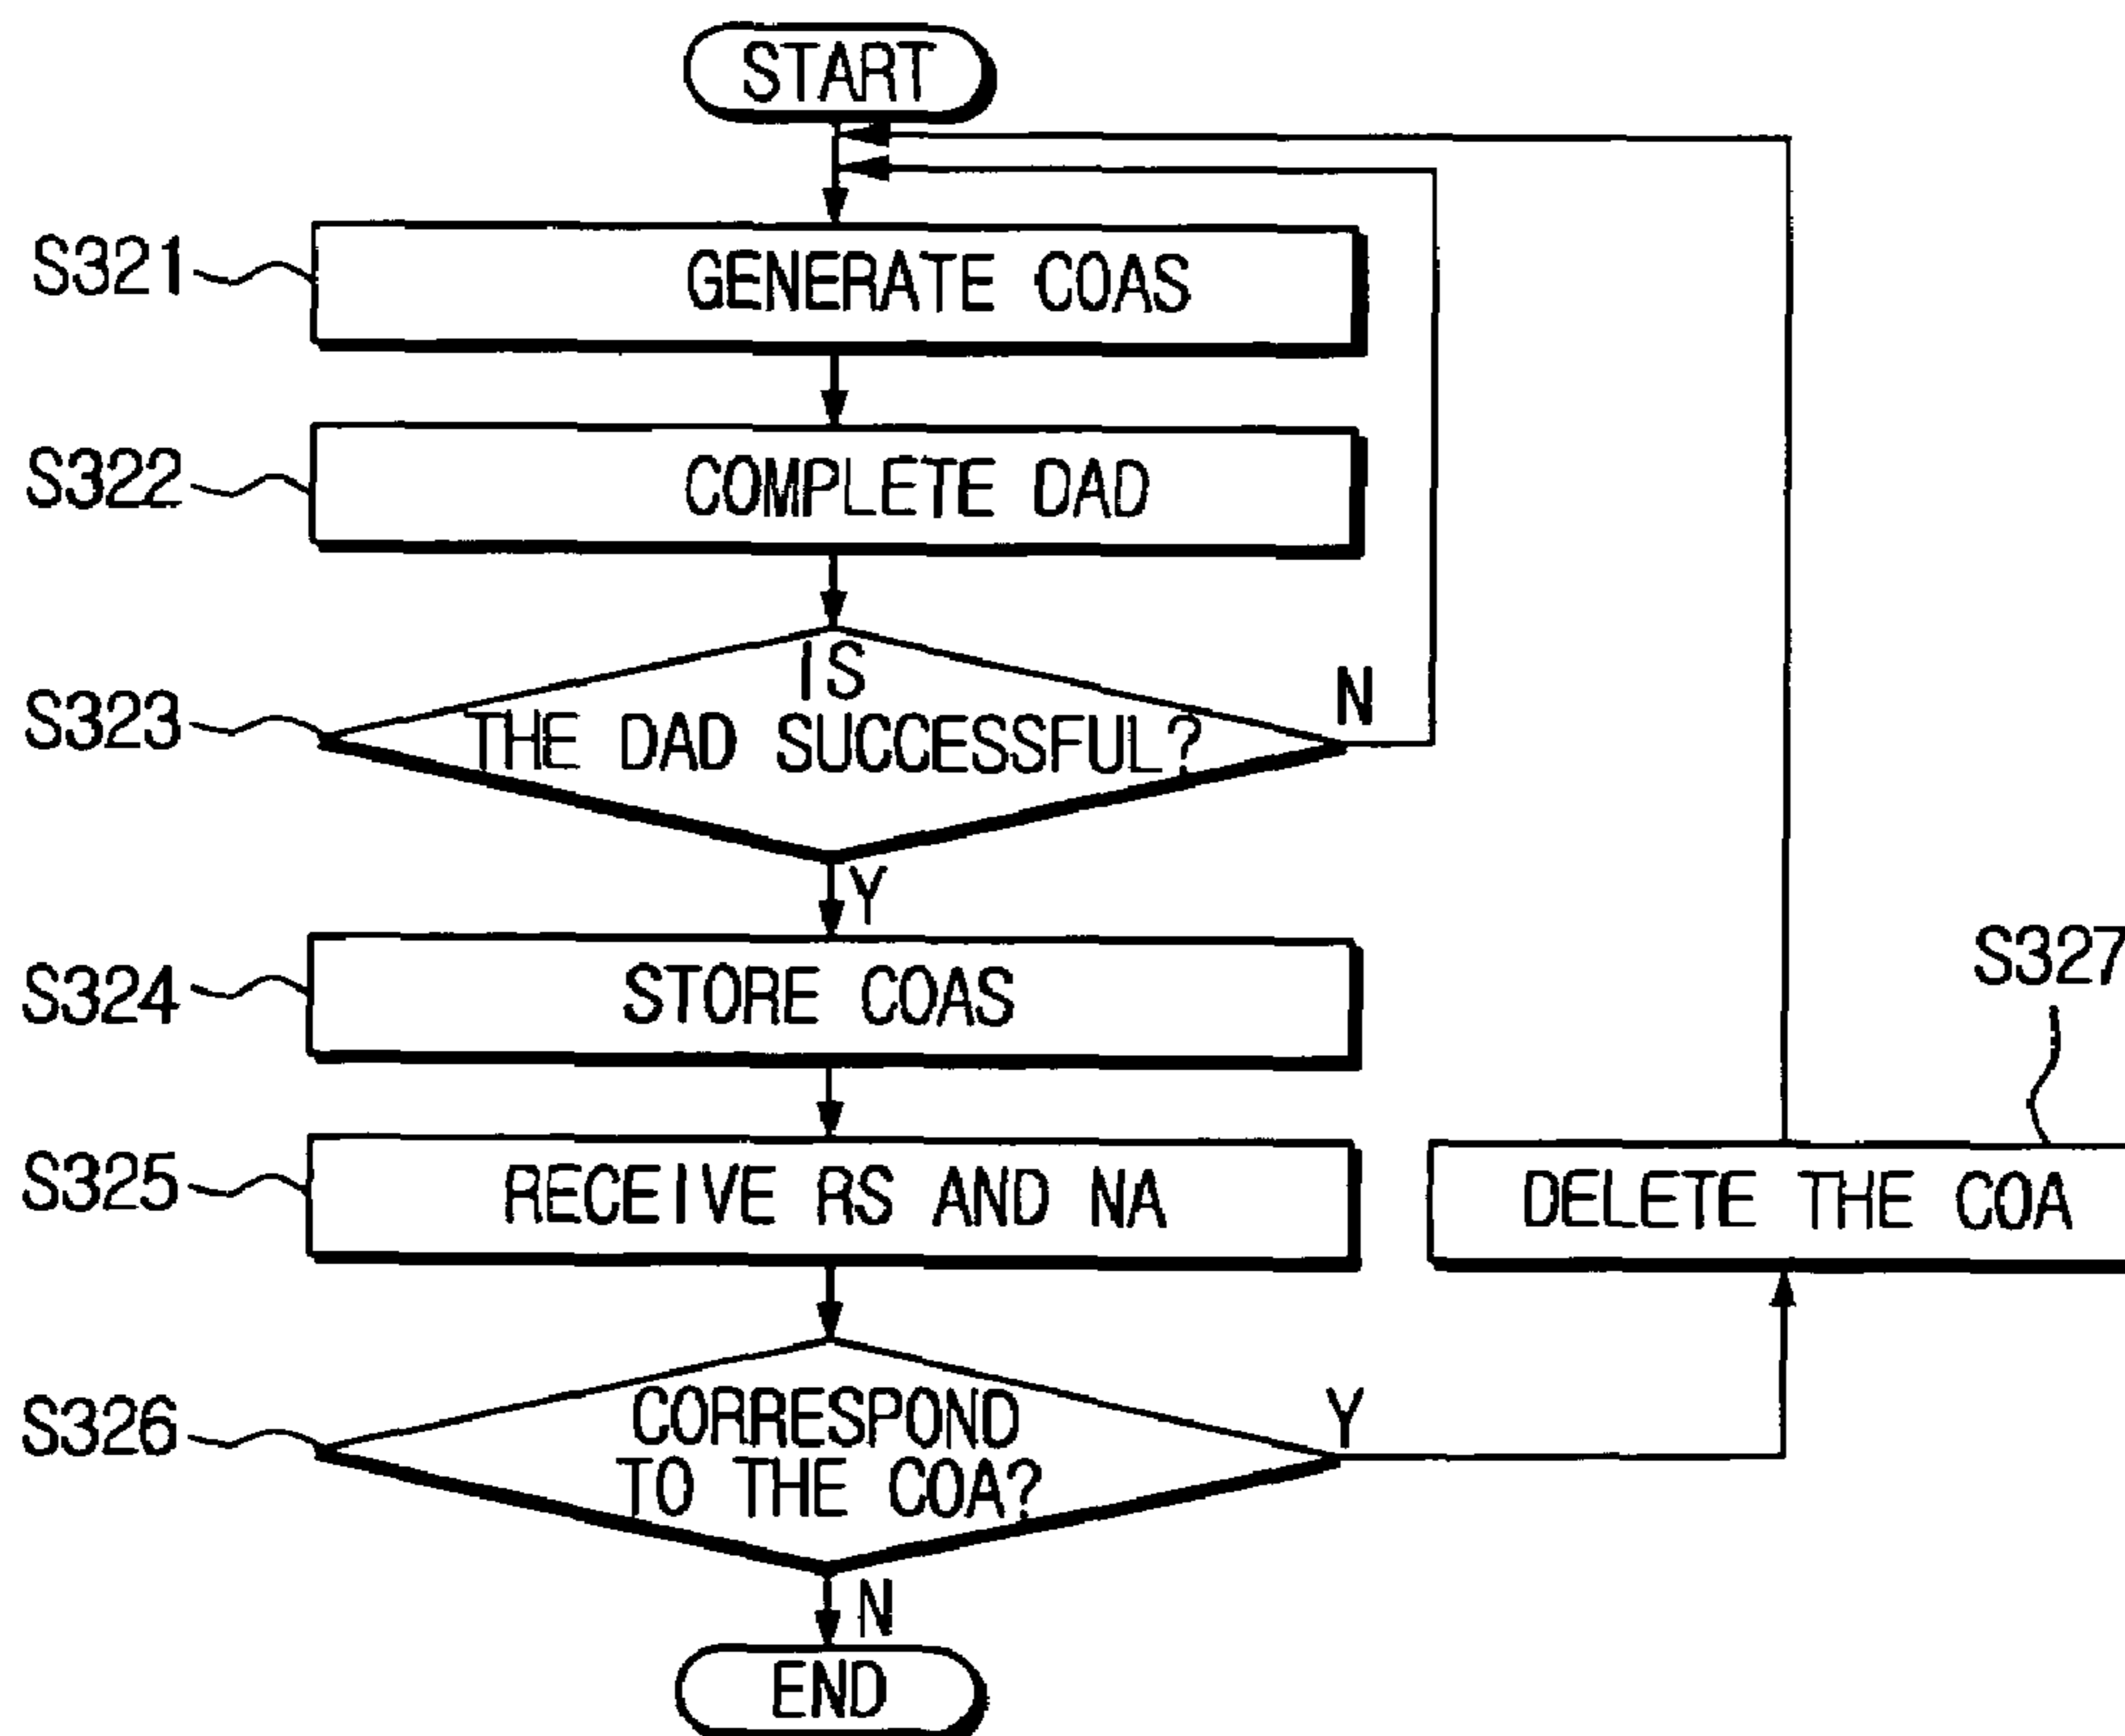 START
S321
GENERATE COAS
S322
COMPLETE DAD
S323
IS
THE DAD SUCCESSFUL?
N
Y
S324
STORE COAS
S327
S325
RECEIVE RS AND NA
DELETE THE COA
S326
CORRESPOND
TO THE COA?
Y
N
END